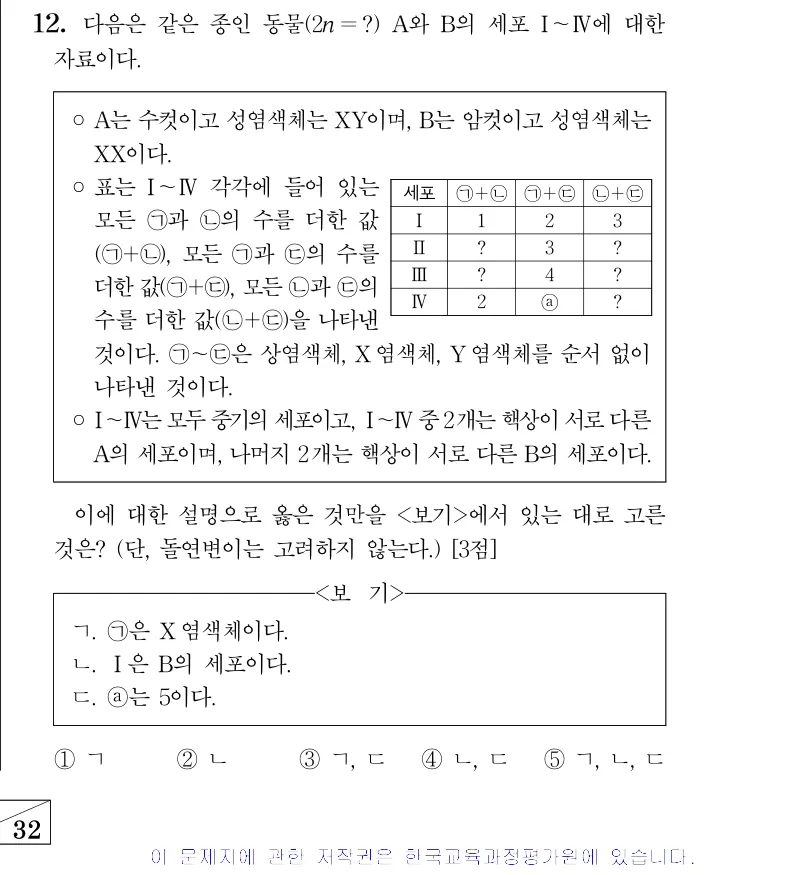 12. 다음은 같은 종인 동물(2n = ?) A와 B의 세포 Ⅰ~Ⅳ에 대한
자료이다.
○ A는 수컷이고 성염색체는 XY이며, B는 암컷이고 성염색체는
XX이다.
○ 표는 Ⅰ~Ⅳ 각각에 들어 있는
모든 ㉠과 ㉡의 수를 더한 값
(㉠+㉡), 모든 ㉠과 ㉢의 수를
더한 값(㉠+㉢), 모든 ㉡과 ㉢의
수를 더한 값(㉡+㉢)을 나타낸
것이다. ㉠~㉢은 상염색체, X 염색체, Y 염색체를 순서 없이
나타낸 것이다.
세포 ㉠+㉡ ㉠+㉢ ㉡+㉢
Ⅰ 1 2 3
Ⅱ ? 3 ?
Ⅲ ? 4 ?
Ⅳ 2 ⓐ ?
○ Ⅰ~Ⅳ는 모두 중기의 세포이고, Ⅰ~Ⅳ 중 2개는 핵상이 서로 다른
A의 세포이며, 나머지 2개는 핵상이 서로 다른 B의 세포이다.
이에 대한 설명으로 옳은 것만을 <보기>에서 있는 대로 고른
것은? (단, 돌연변이는 고려하지 않는다.) [3점]
<보 기>
ㄱ. ㉠은 X 염색체이다.
ㄴ. Ⅰ은 B의 세포이다.
ㄷ. ⓐ는 5이다.
① ㄱ ② ㄴ ③ ㄱ, ㄷ ④ ㄴ, ㄷ ⑤ ㄱ, ㄴ, ㄷ
32
이 문제지에 관한 저작권은 한국교육과정평가원에 있습니다.